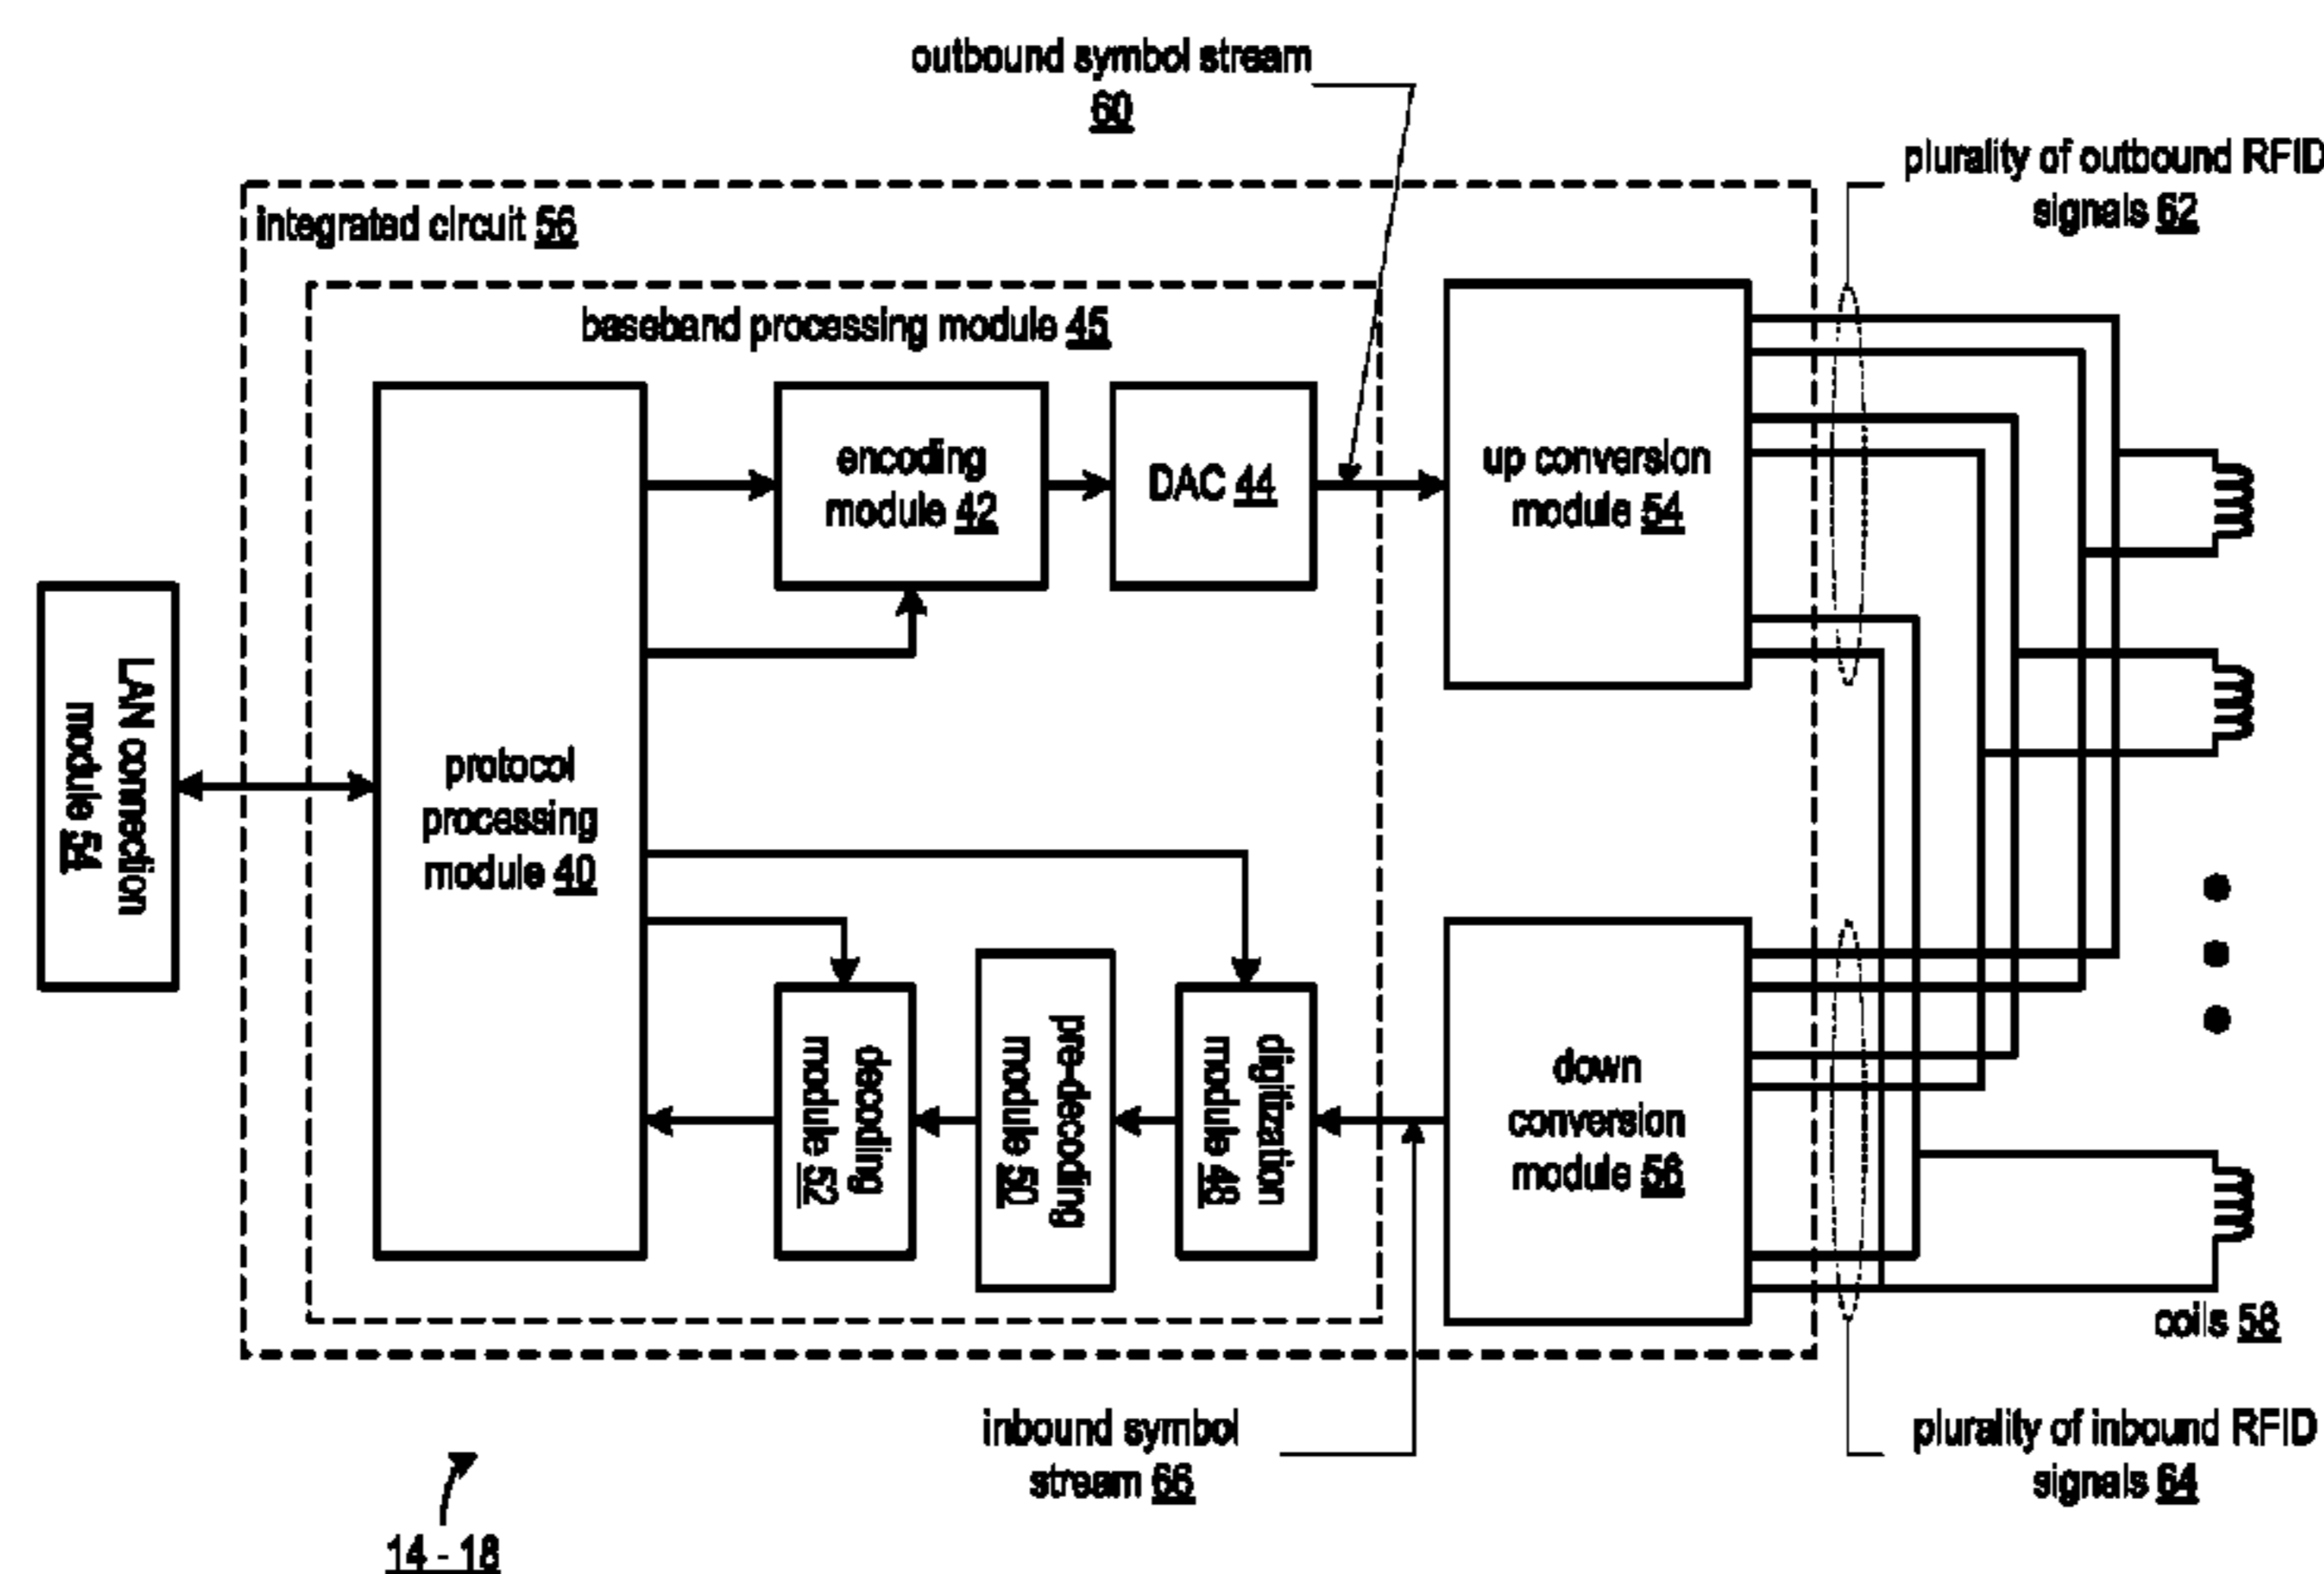 outbound symbol stream
60
plurality of outbound RFID
signals 62
integrated circuit 56
baseband processing module 45
encoding
module 42
DAC 44
up conversion
module 54
LAN connection
module 54
protocol
processing
module 40
decoding
module 52
pre-decoding
module 50
digitization
module 48
down
conversion
module 56
coils 58
inbound symbol
stream 66
plurality of inbound RFID
signals 64
14 - 18